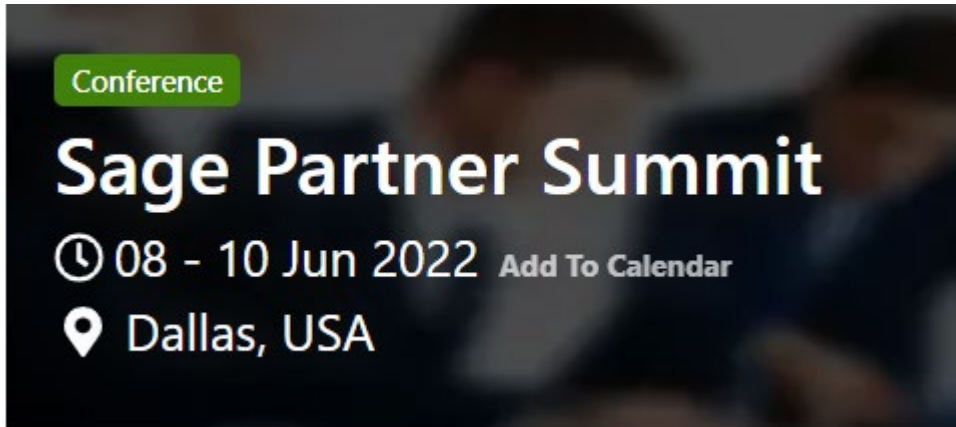 Conference
Sage Partner Summit
08 - 10 Jun 2022 Add To Calendar
Dallas, USA